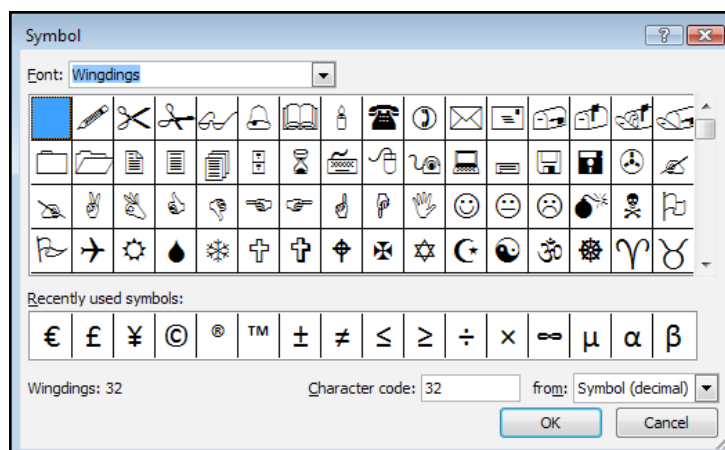 Symbol
Font: Wingdings
Recently used symbols:
€ £ ¥ © ® ™ ± ≠ ≤ ≥ ÷ × ∞ µ α β
Wingdings: 32 Character code: 32 from: Symbol (decimal)
OK Cancel